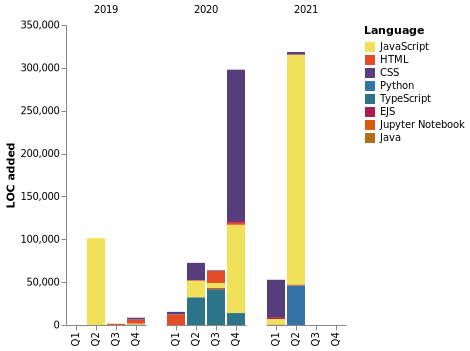 2019 2020 2021
Language
JavaScript
HTML
CSS
Python
TypeScript
EJS
Jupyter Notebook
Java
LOC added
350,000
300,000
250,000
200,000
150,000
100,000
50,000
0
Q1 Q2 Q3 Q4 Q1 Q2 Q3 Q4 Q1 Q2 Q3 Q4